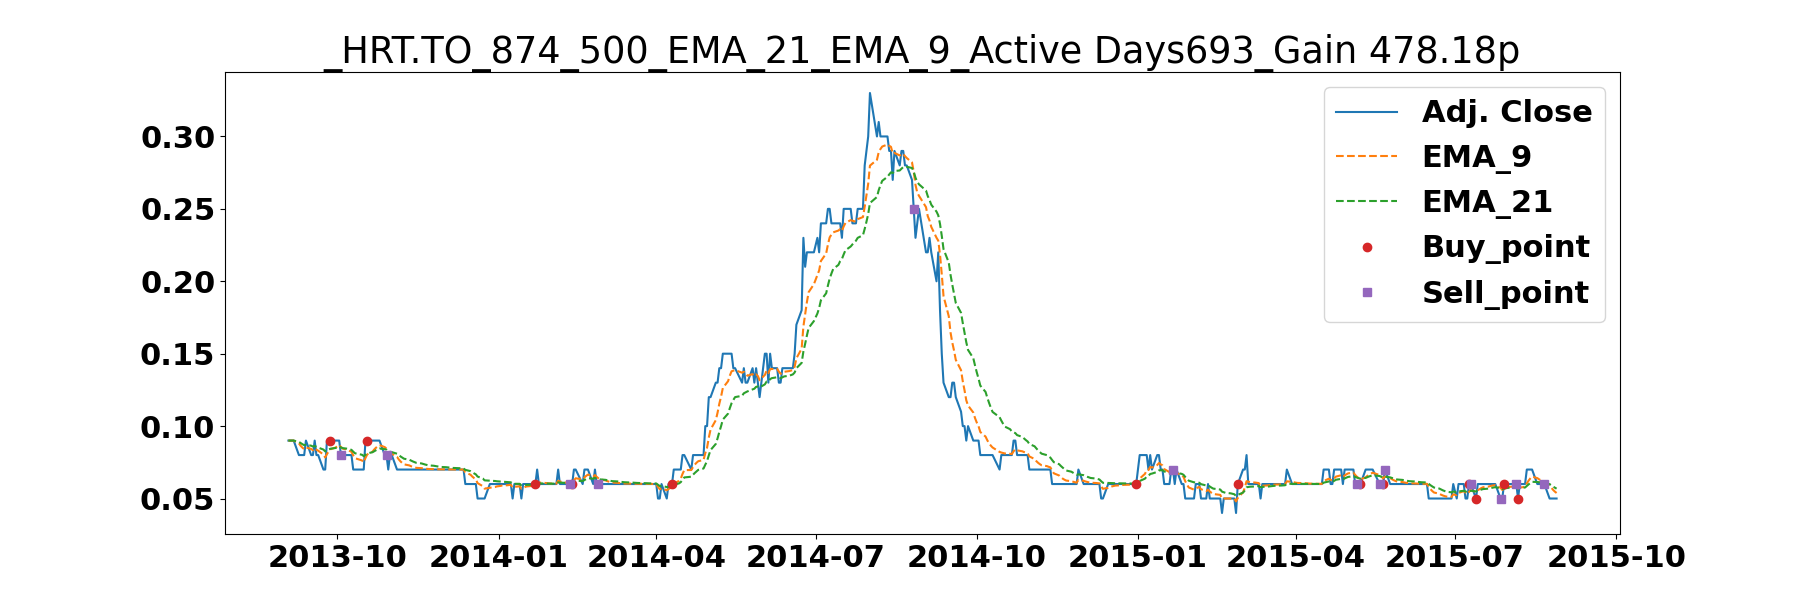 _HRT.TO_874_500_EMA_21_EMA_9_Active Days693_Gain 478.18p
0.30
0.25
0.20
0.15
0.10
0.05
Adj. Close
EMA_9
EMA_21
Buy_point
Sell_point
2013-10 2014-01 2014-04 2014-07 2014-10 2015-01 2015-04 2015-07 2015-10